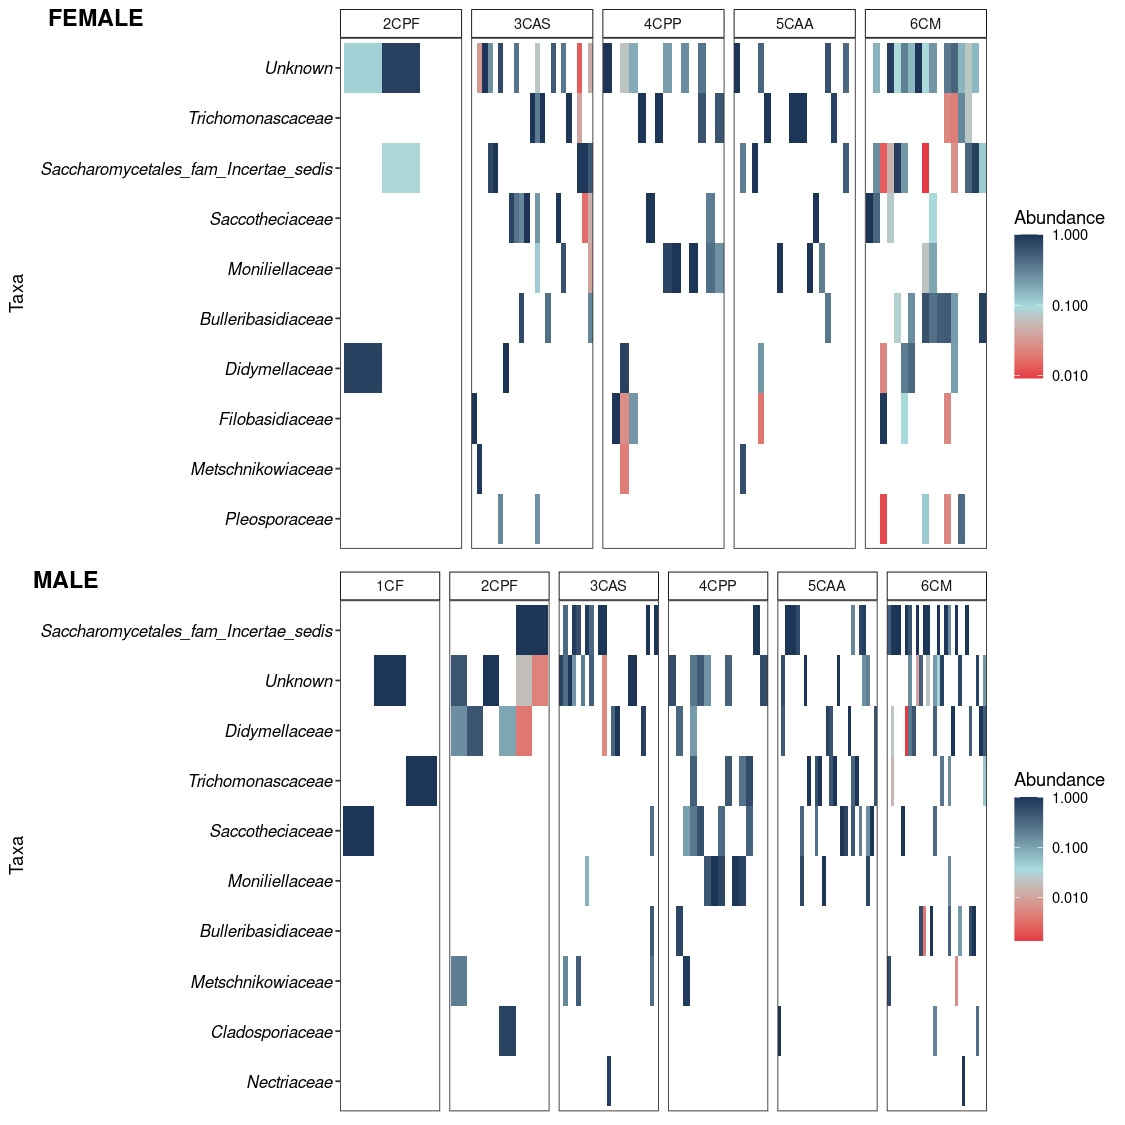 FEMALE
2CPF 3CAS 4CPP 5CAA 6CM
Unknown
Trichomonascaceae
Saccharomycetales_fam_Incertae_sedis
Saccotheciaceae
Moniliellaceae
Bulleribasidiaceae
Didymellaceae
Filobasidiaceae
Metschnikowiaceae
Pleosporaceae
Taxa
Abundance
1.000
0.100
0.010
MALE
1CF 2CPF 3CAS 4CPP 5CAA 6CM
Saccharomycetales_fam_Incertae_sedis
Unknown
Didymellaceae
Trichomonascaceae
Saccotheciaceae
Moniliellaceae
Bulleribasidiaceae
Metschnikowiaceae
Cladosporiaceae
Nectriaceae
Taxa
Abundance
1.000
0.100
0.010